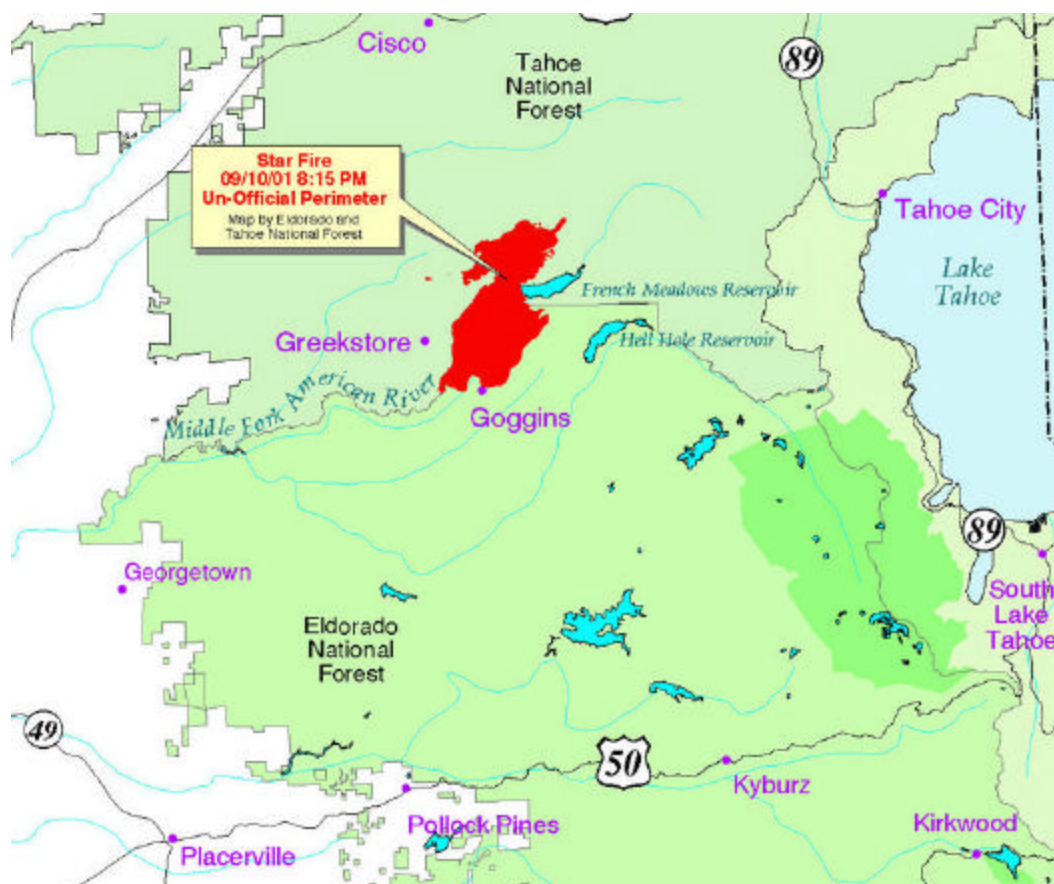 Cisco
Tahoe
National
Forest
89
Star Fire
09/10/01 8:15 PM
Un-Official Perimeter
Map by Eldorado and
Tahoe National Forest
Tahoe City
Lake
Tahoe
French Meadows Reservoir
Hell Hole Reservoir
Greekstore
Middle Fork American River
Goggins
89
Georgetown
South
Lake
Tahoe
Eldorado
National
Forest
49
50
Kyburz
Pollock Pines
Placerville
Kirkwood